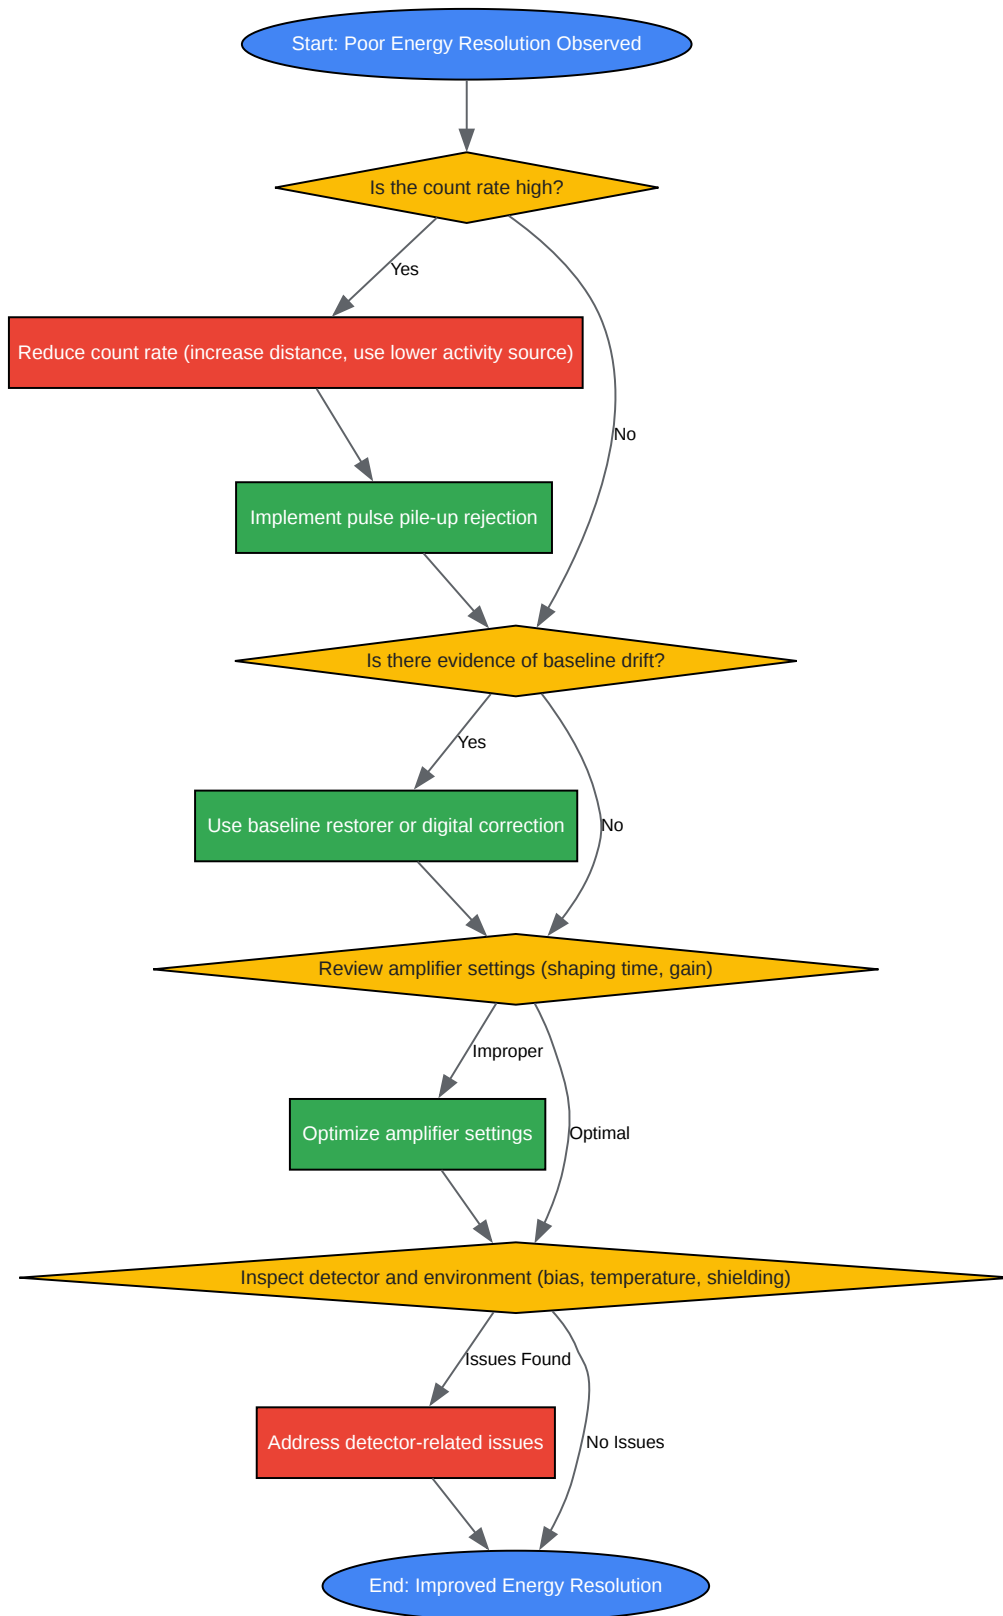 Start: Poor Energy Resolution Observed
Is the count rate high?
Yes
Reduce count rate (increase distance, use lower activity source)
No
Implement pulse pile-up rejection
Is there evidence of baseline drift?
Yes
Use baseline restorer or digital correction
No
Review amplifier settings (shaping time, gain)
Improper
Optimize amplifier settings
Optimal
Inspect detector and environment (bias, temperature, shielding)
Issues Found
Address detector-related issues
No Issues
End: Improved Energy Resolution